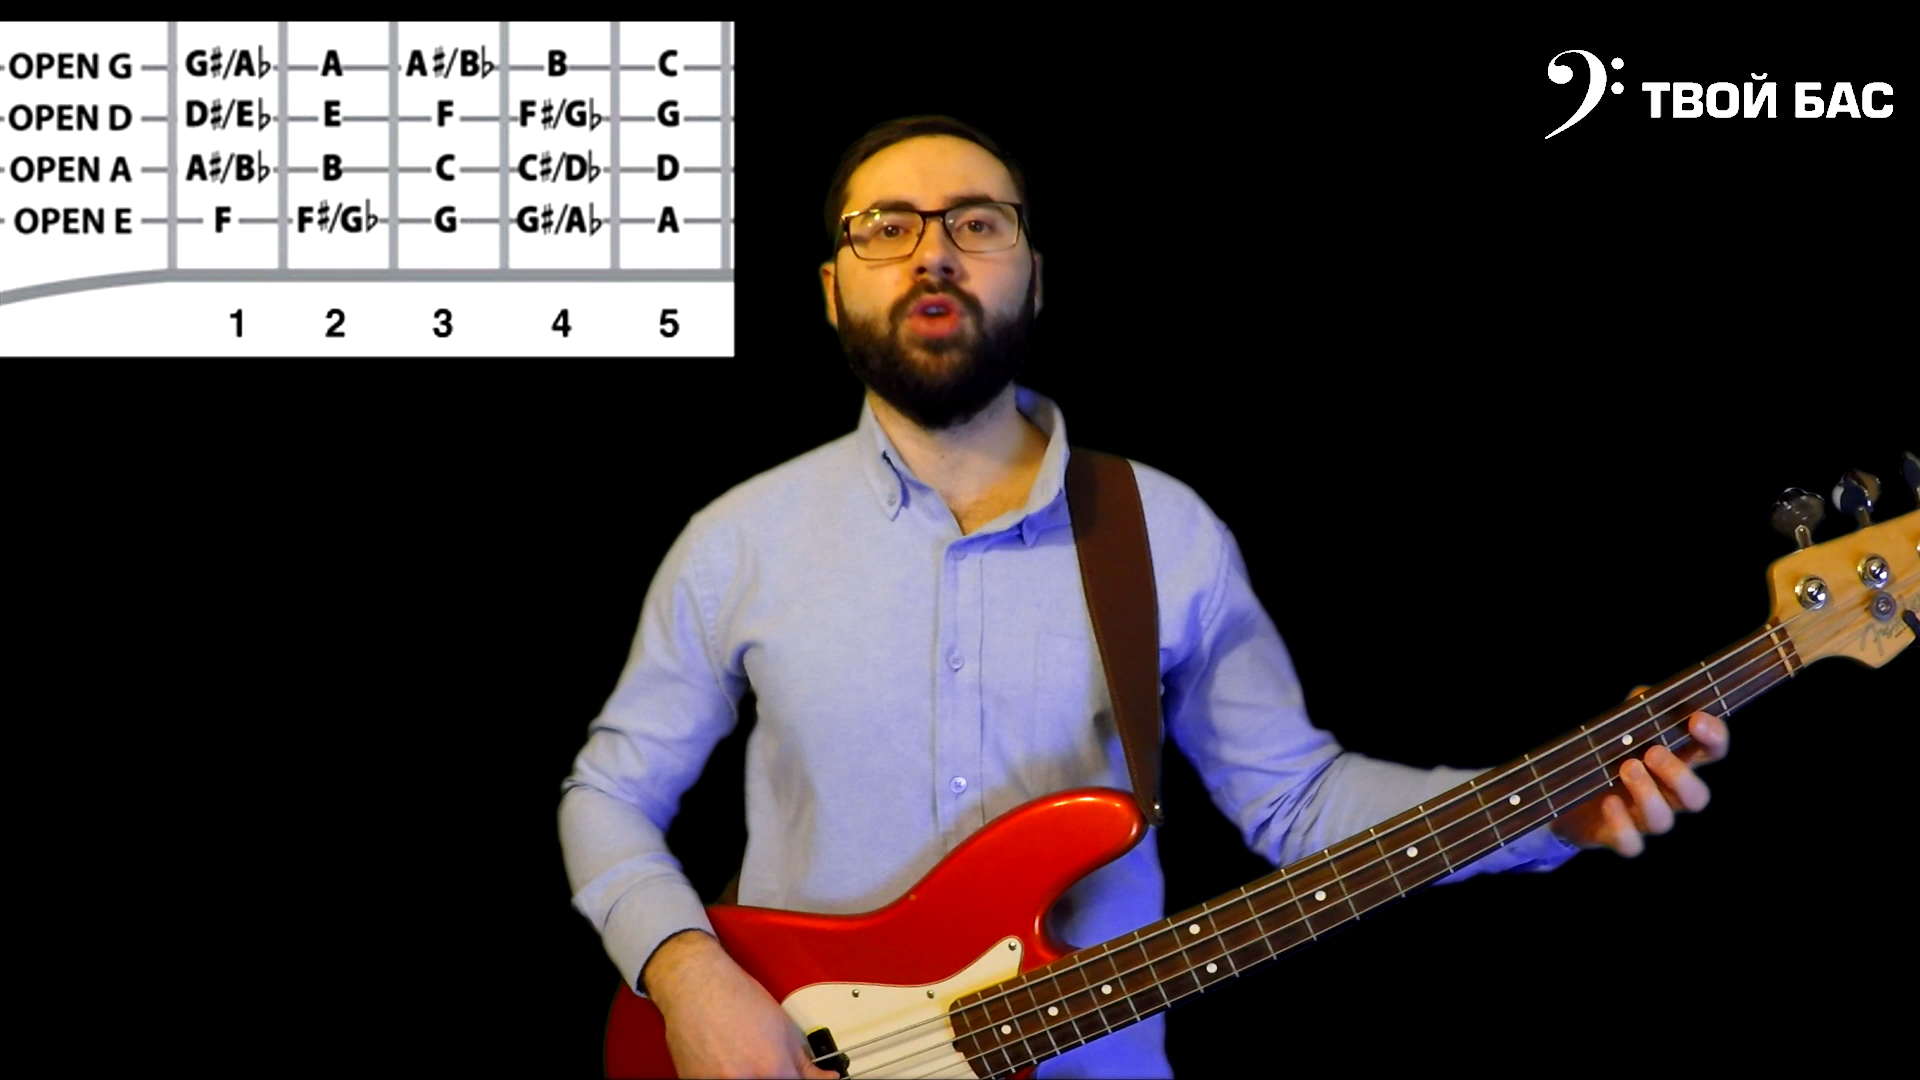 OPEN G G♯/A♭ A A♯/B♭ B C
OPEN D D♯/E♭ E F F♯/G♭ G
OPEN A A♯/B♭ B C C♯/D♭ D
OPEN E F F♯/G♭ G G♯/A♭ A
1 2 3 4 5
ТВОЙ БАС